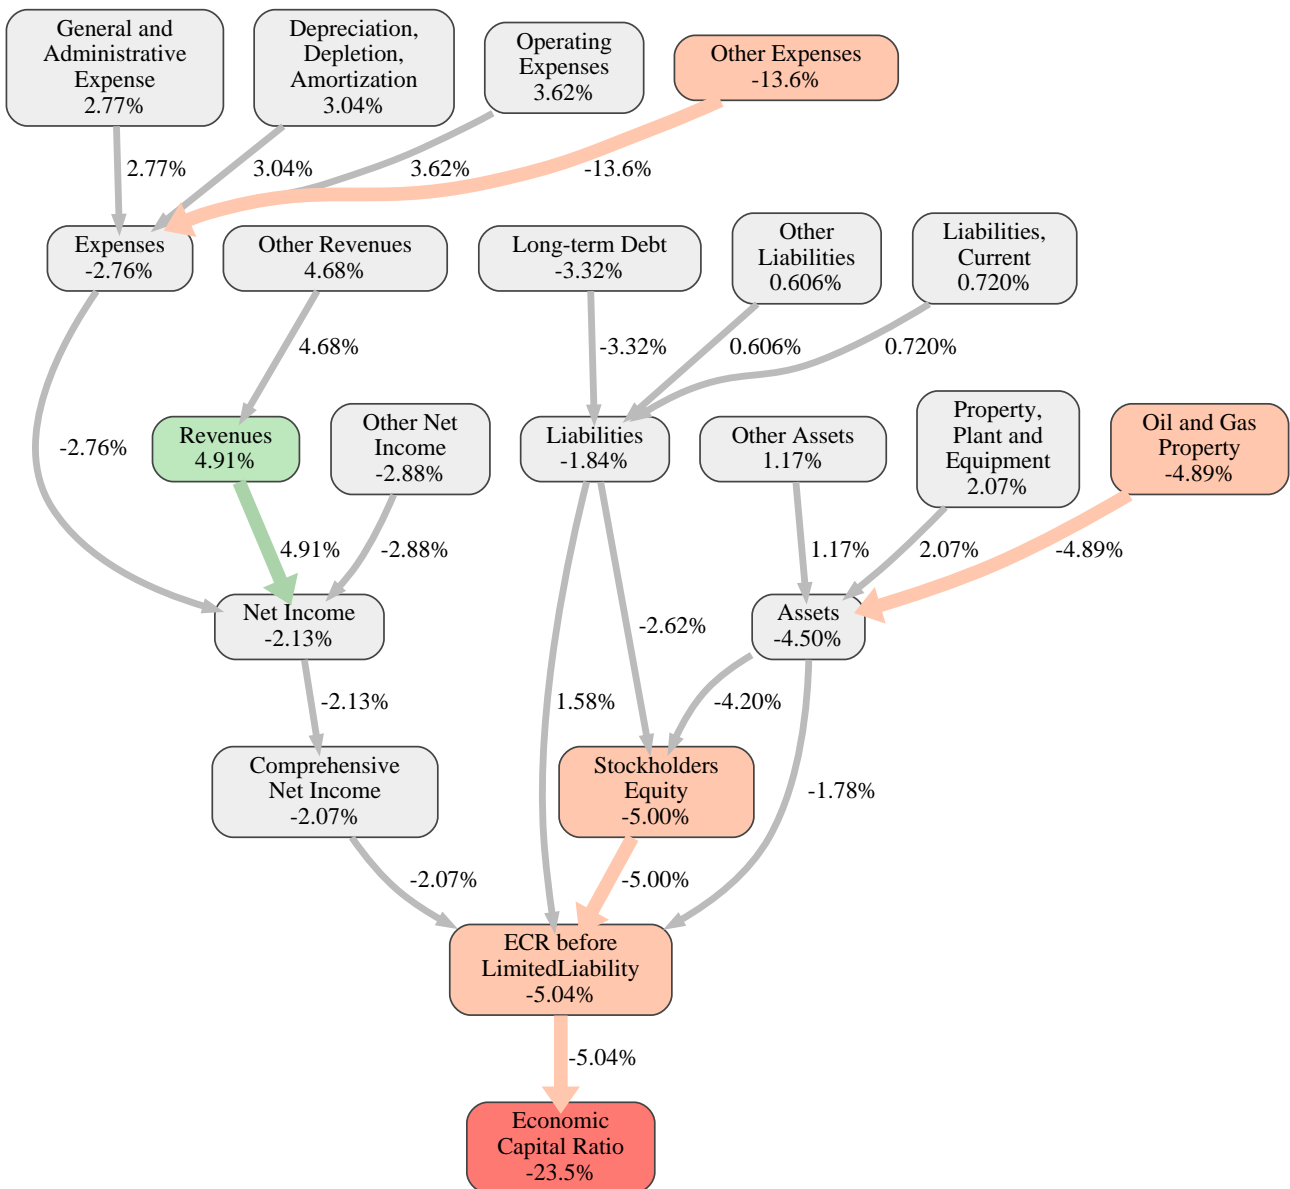 General and
Administrative
Expense
2.77%
Depreciation,
Depletion,
Amortization
3.04%
Operating
Expenses
3.62%
Other Expenses
-13.6%
2.77%
3.04%
3.62%
-13.6%
Expenses
-2.76%
Other Revenues
4.68%
Long-term Debt
-3.32%
Other
Liabilities
0.606%
Liabilities,
Current
0.720%
4.68%
-3.32%
0.606%
0.720%
-2.76%
Revenues
4.91%
Other Net
Income
-2.88%
Liabilities
-1.84%
Other Assets
1.17%
Property,
Plant and
Equipment
2.07%
Oil and Gas
Property
-4.89%
4.91%
-2.88%
1.17%
2.07%
-4.89%
Net Income
-2.13%
-2.62%
Assets
-4.50%
-2.13%
1.58%
-4.20%
Comprehensive
Net Income
-2.07%
Stockholders
Equity
-5.00%
-1.78%
-2.07%
-5.00%
ECR before
LimitedLiability
-5.04%
-5.04%
Economic
Capital Ratio
-23.5%